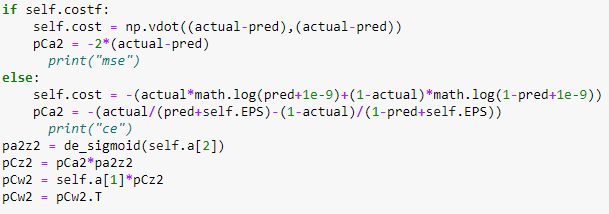 if self.costf:
    self.cost = np.vdot((actual-pred),(actual-pred))
    pCa2 = -2*(actual-pred)
      print("mse")
else:
    self.cost = -(actual*math.log(pred+1e-9)+(1-actual)*math.log(1-pred+1e-9))
    pCa2 = -(actual/(pred+self.EPS)-(1-actual)/(1-pred+self.EPS))
      print("ce")
pa2z2 = de_sigmoid(self.a[2])
pCz2 = pCa2*pa2z2
pCw2 = self.a[1]*pCz2
pCw2 = pCw2.T